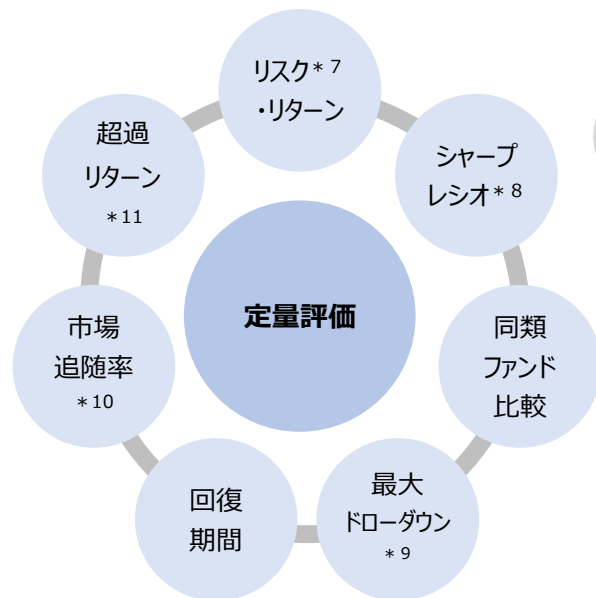 リスク*7
・リターン
シャープ
レシオ*8
同類
ファンド
比較
最大
ドローダウン
*9
回復
期間
市場
追随率
*10
超過
リターン
*11
定量評価